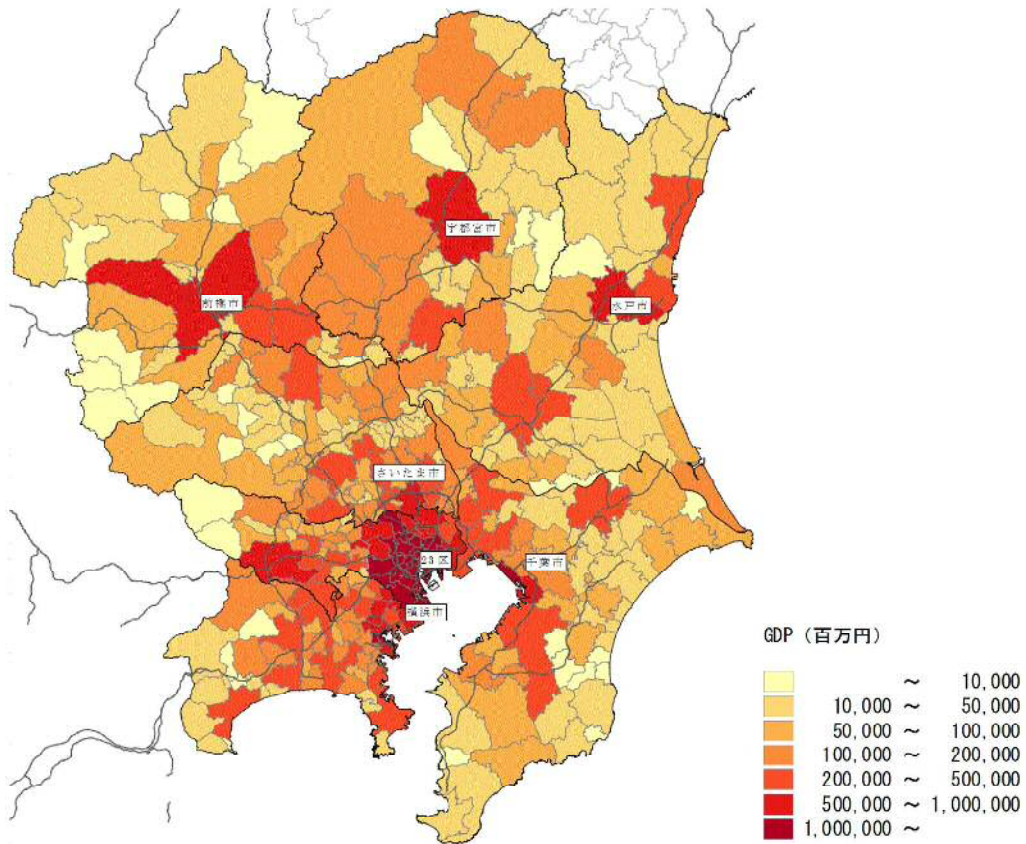 宇都宮市
前橋市
水戸市
さいたま市
23区
千葉市
横浜市
GDP（百万円）
～ 10,000
10,000 ～ 50,000
50,000 ～ 100,000
100,000 ～ 200,000
200,000 ～ 500,000
500,000 ～ 1,000,000
1,000,000 ～